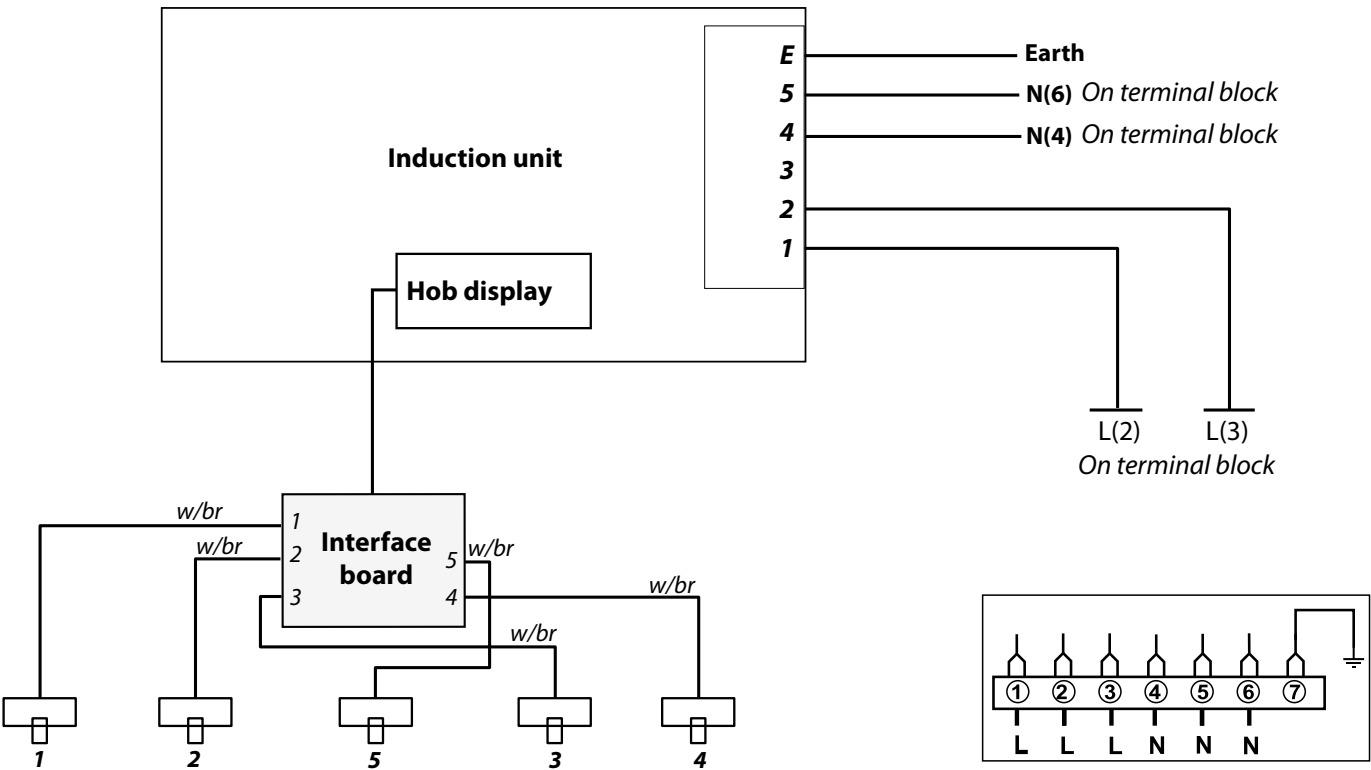 E Earth
5 N(6) On terminal block
4 N(4) On terminal block
Induction unit
3
2
1
Hob display
L(2) L(3)
On terminal block
w/br
1
w/br
2
Interface
board
5 w/br
3
4
w/br
w/br
1 2 3 4 5 6 7
L L L N N N
1 2 5 3 4